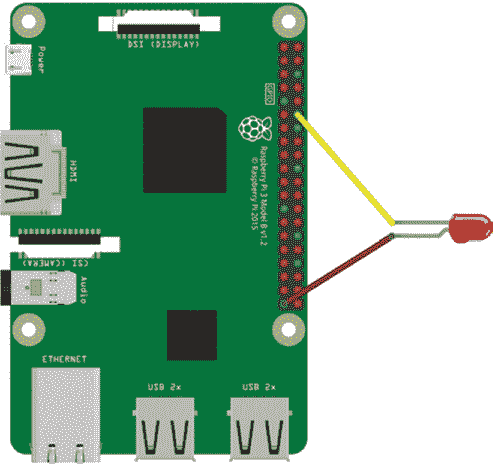 DSI (DISPLAY)
Power
GPIO
HDMI
Raspberry Pi 3 Model B v1.2
© Raspberry Pi 2015
CSI (CAMERA)
Audio
ETHERNET
USB 2x
USB 2x